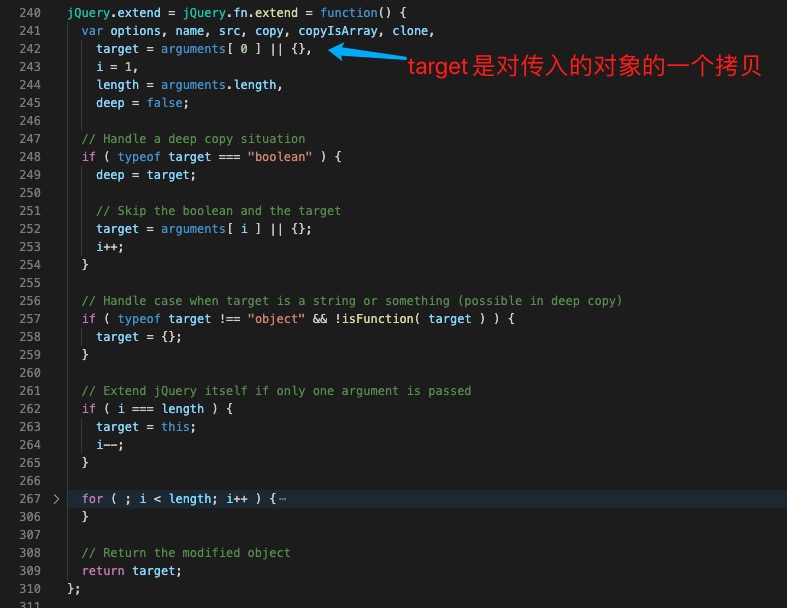 240 jQuery.extend = jQuery.fn.extend = function() {
241 var options, name, src, copy, copyIsArray, clone,
242 target = arguments[ 0 ] || {},
target是对传入的对象的一个拷贝
243 i = 1,
244 length = arguments.length,
245 deep = false;
246
247 // Handle a deep copy situation
248 if ( typeof target === "boolean" ) {
249 deep = target;
250
251 // Skip the boolean and the target
252 target = arguments[ i ] || {};
253 i++;
254 }
255
256 // Handle case when target is a string or something (possible in deep copy)
257 if ( typeof target !== "object" && !isFunction( target ) ) {
258 target = {};
259 }
260
261 // Extend jQuery itself if only one argument is passed
262 if ( i === length ) {
263 target = this;
264 i--;
265 }
266
267 for ( ; i < length; i++ ) {⋯
306 }
307
308 // Return the modified object
309 return target;
310 };
311